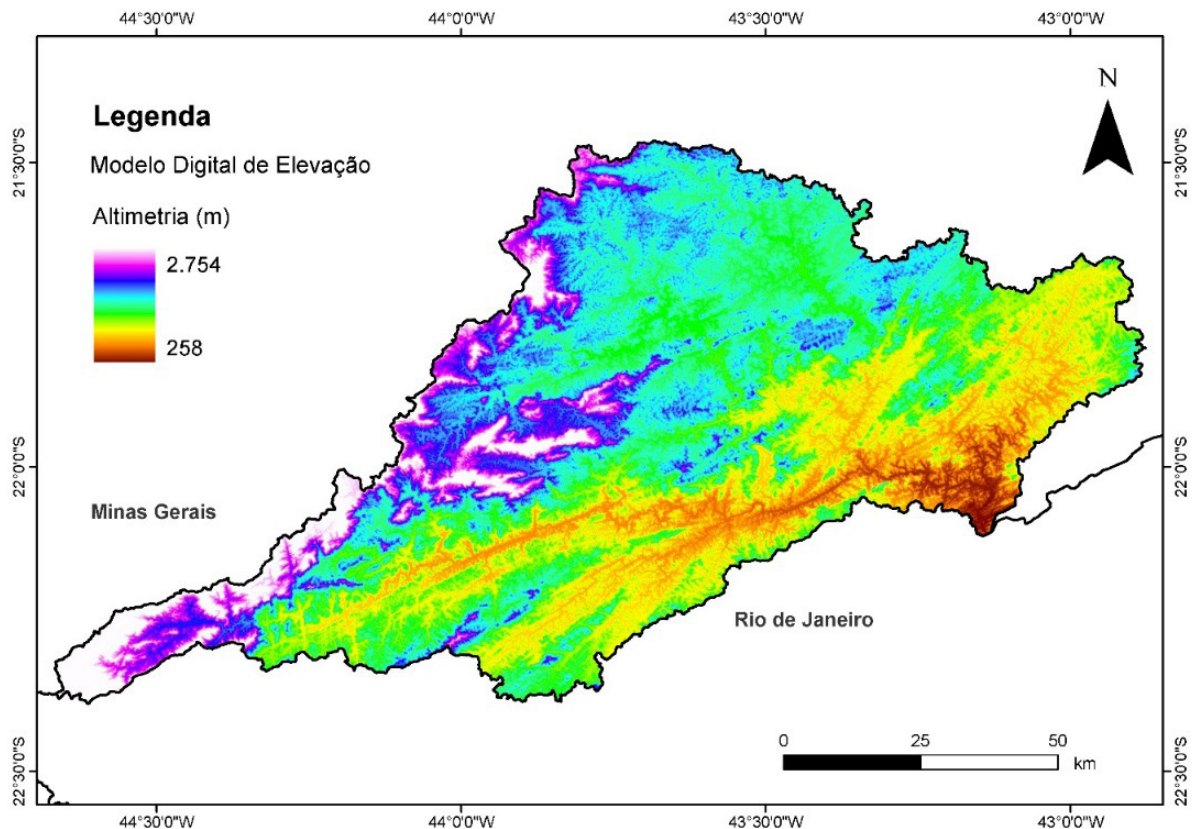 44°30'0"W 44°0'0"W 43°30'0"W 43°0'0"W
N
Legenda
Modelo Digital de Elevação
Altimetria (m)
2.754
258
21°30'0"S 21°30'0"S
22°0'0"S 22°0'0"S
Minas Gerais
Rio de Janeiro
0 25 50
km
22°30'0"S 22°30'0"S
44°30'0"W 44°0'0"W 43°30'0"W 43°0'0"W